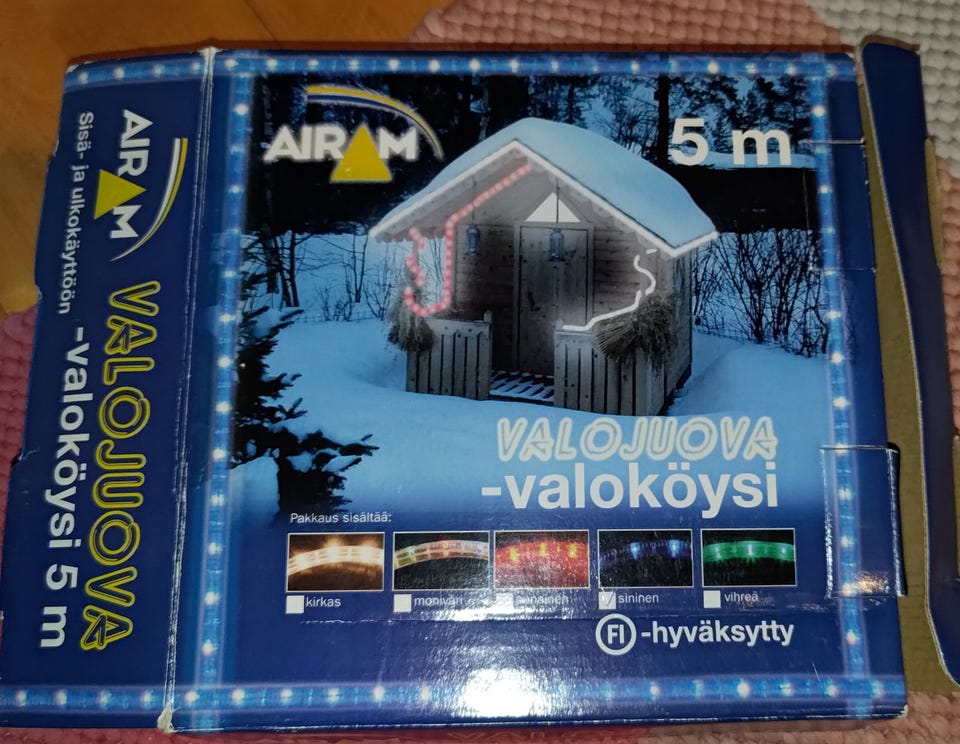 AIRAM
Sisä- ja ulkokäyttöön
VALOJUOVA
-valoköysi 5 m
AIRAM
5 m
VALOJUOVA
-valoköysi
Pakkaus sisältää:
kirkas
sininen
vihreä
FI -hyväksytty